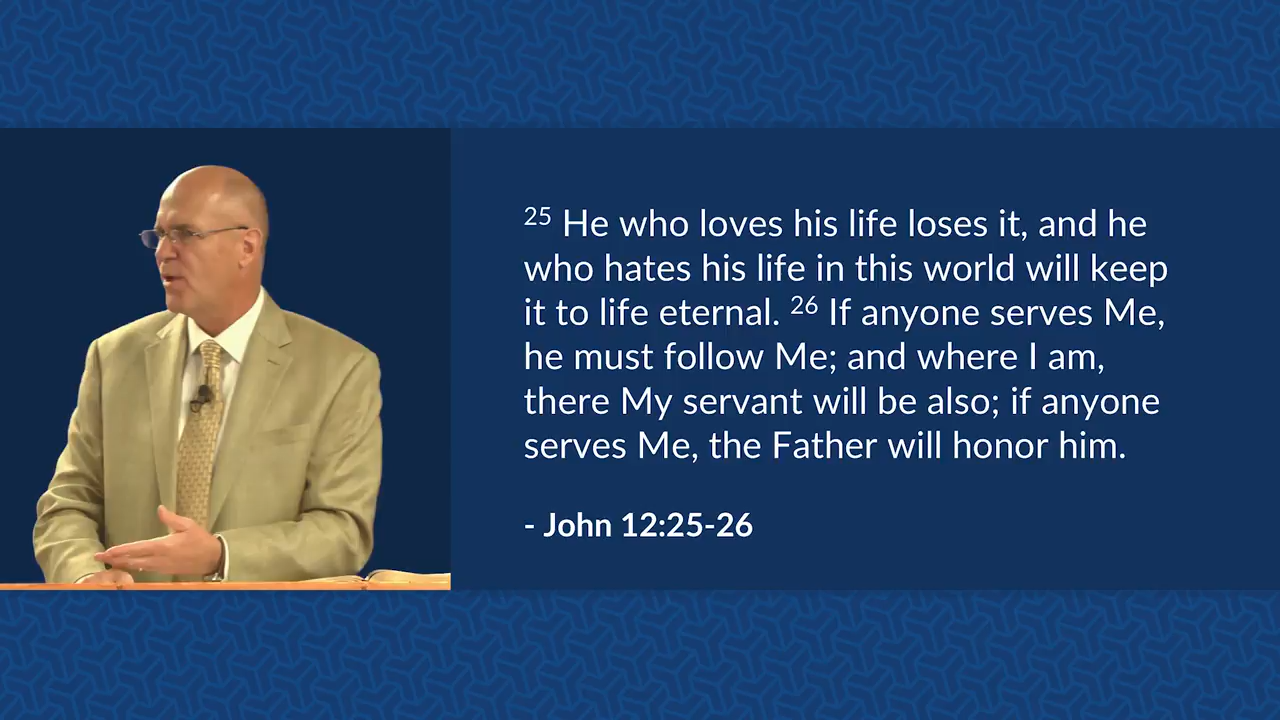 25 He who loves his life loses it, and he
who hates his life in this world will keep
it to life eternal. 26 If anyone serves Me,
he must follow Me; and where I am,
there My servant will be also; if anyone
serves Me, the Father will honor him.
- John 12:25-26